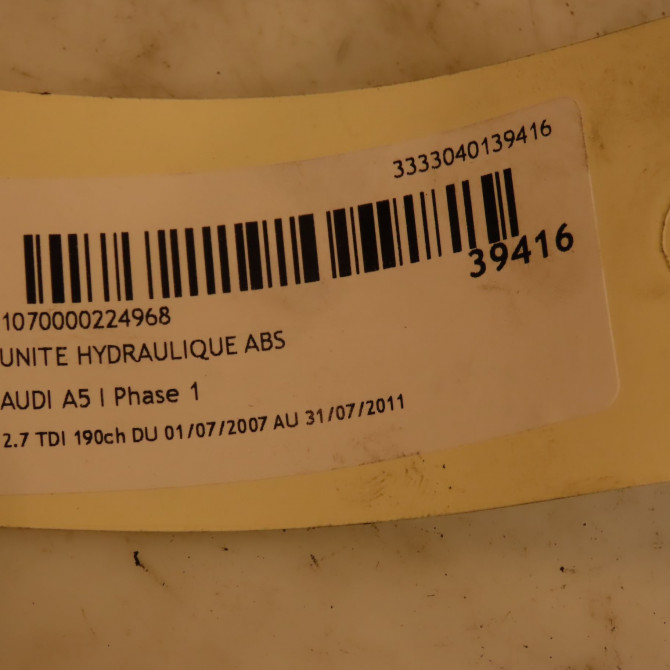 3333040139416
39416
1070000224968
UNITE HYDRAULIQUE ABS
AUDI A5 I Phase 1
2.7 TDI 190ch DU 01/07/2007 AU 31/07/2011